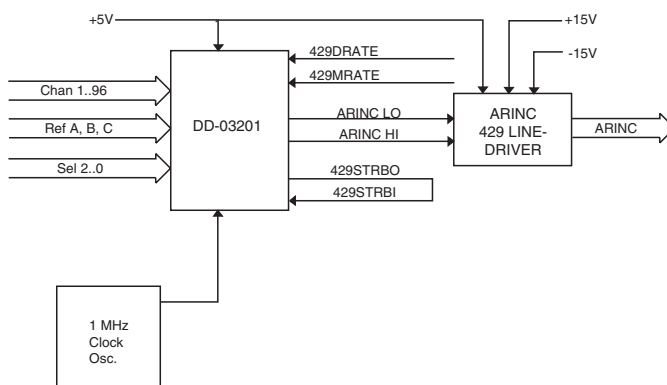 +5V
+15V
-15V
429DRATE
429MRATE
Chan 1..96
Ref A, B, C
Sel 2..0
DD-03201
ARINC LO
ARINC HI
429STRBO
429STRBI
ARINC
429 LINE-
DRIVER
ARINC
1 MHz
Clock
Osc.